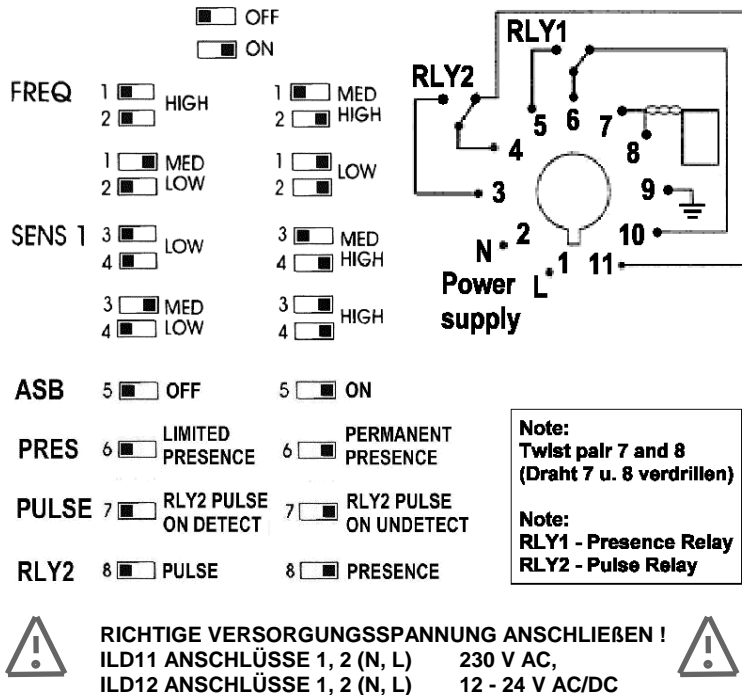 OFF
ON
FREQ
1
2
HIGH
1
2
MED
HIGH
1
2
MED
LOW
1
2
LOW
SENS 1
3
4
LOW
3
4
MED
HIGH
3
4
MED
LOW
3
4
HIGH
ASB
5
OFF
5
ON
PRES
6
LIMITED
PRESENCE
6
PERMANENT
PRESENCE
PULSE
7
RLY2 PULSE
ON DETECT
7
RLY2 PULSE
ON UNDETECT
RLY2
8
PULSE
8
PRESENCE
RLY1
RLY2
5
6
7
8
4
3
9
2
10
N
1
11
L
Power
supply
Note:
Twist pair 7 and 8
(Draht 7 u. 8 verdrillen)
Note:
RLY1 - Presence Relay
RLY2 - Pulse Relay
RICHTIGE VERSORGUNGSSPANNUNG ANSCHLIEßEN !
ILD11 ANSCHLÜSSE 1, 2 (N, L) 230 V AC,
ILD12 ANSCHLÜSSE 1, 2 (N, L) 12 - 24 V AC/DC